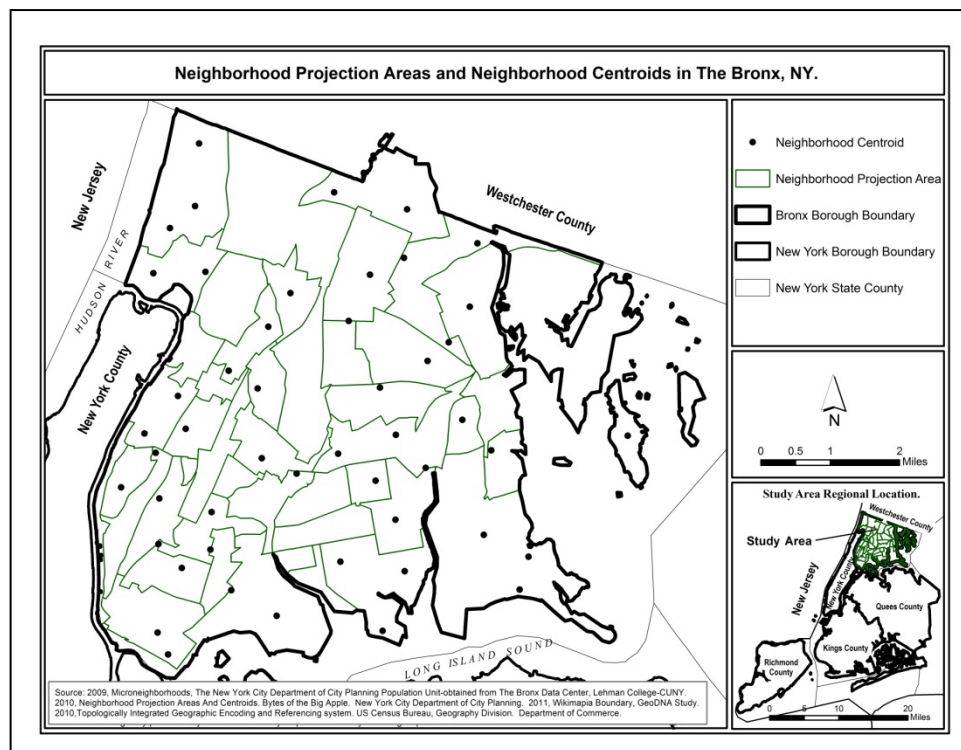 Neighborhood Projection Areas and Neighborhood Centroids in The Bronx, NY.
New Jersey
HUDSON RIVER
New York County
Westchester County
LONG ISLAND SOUND
Source: 2009, Microneighborhoods, The New York City Department of City Planning Population Unit-obtained from The Bronx Data Center, Lehman College-CUNY.
2010, Neighborhood Projection Areas And Centroids. Bytes of the Big Apple. New York City Department of City Planning. 2011, Wikimapia Boundary, GeoDNA Study.
2010,Topologically Integrated Geographic Encoding and Referencing system. US Census Bureau, Geography Division. Department of Commerce.
Neighborhood Centroid
Neighborhood Projection Area
Bronx Borough Boundary
New York Borough Boundary
New York State County
N
0 0.5 1 2
Miles
Study Area Regional Location.
Westchester County
Study Area
New Jersey
New York County
Quees County
Kings County
Richmond County
0 5 10 20
Miles